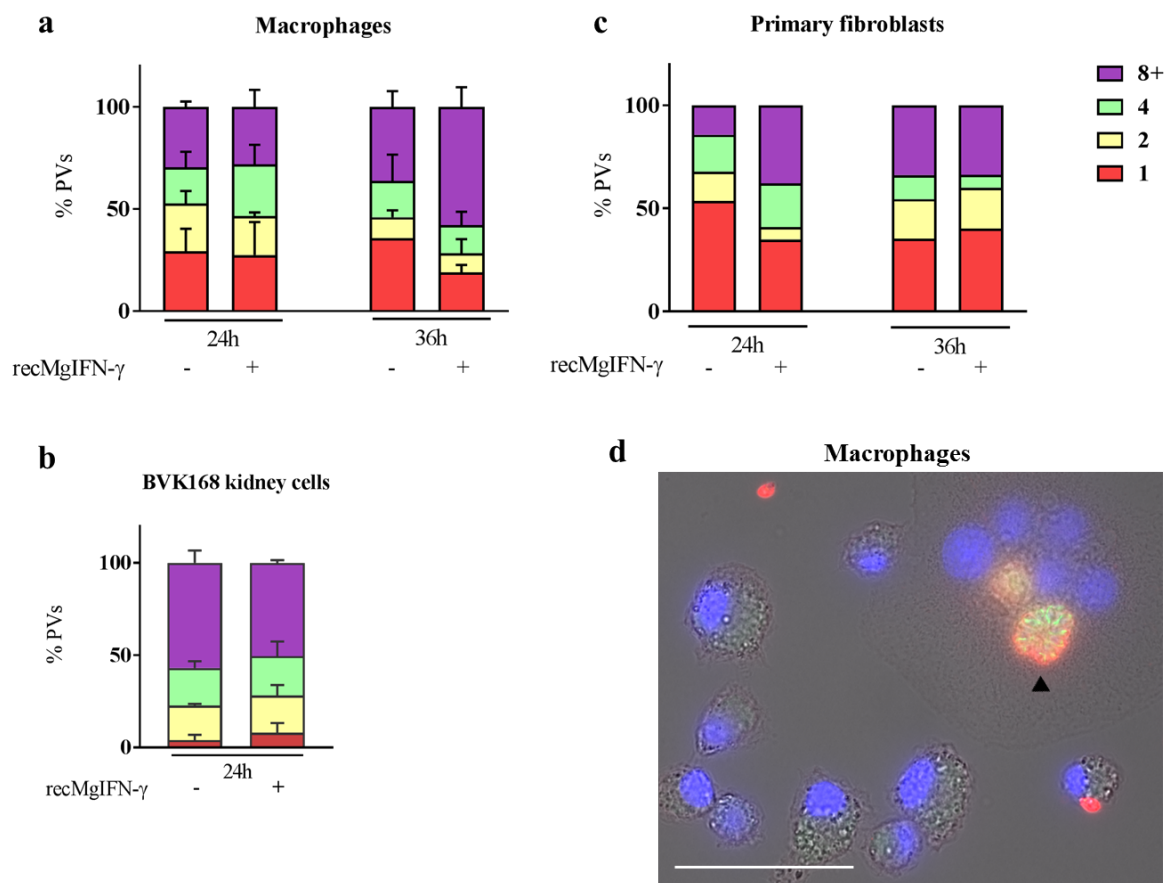 a
Macrophages
% PVs
100
50
0
24h
36h
recMgIFN-γ
- + - +
c
Primary fibroblasts
% PVs
100
50
0
24h
36h
recMgIFN-γ
- + - +
8+
4
2
1
b
BVK168 kidney cells
% PVs
100
50
0
24h
recMgIFN-γ
- +
d
Macrophages